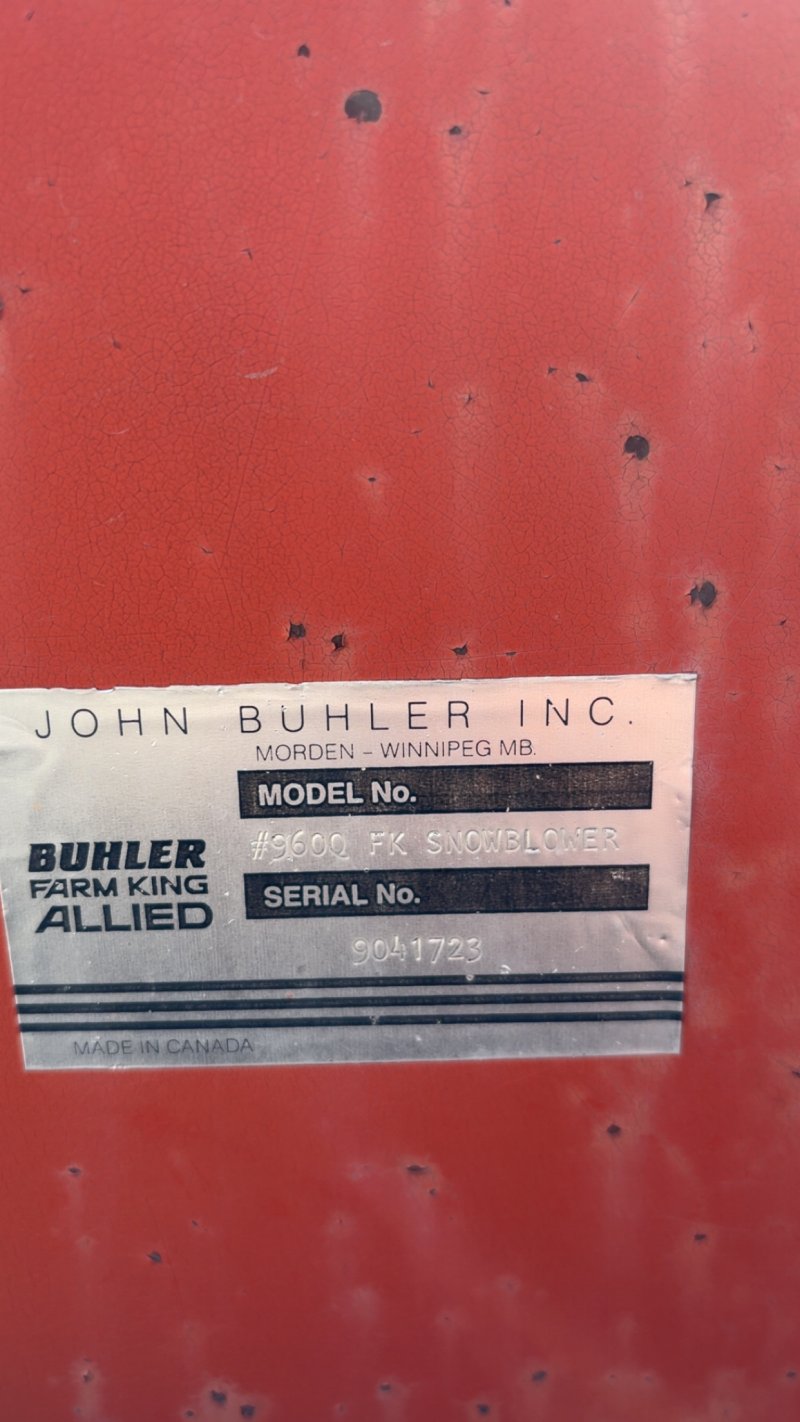 JOHN BUHLER INC.
MORDEN – WINNIPEG MB.
MODEL No.
#960Q FK SNOWBLOWER
BUHLER
FARM KING
ALLIED
SERIAL No.
9041723
MADE IN CANADA